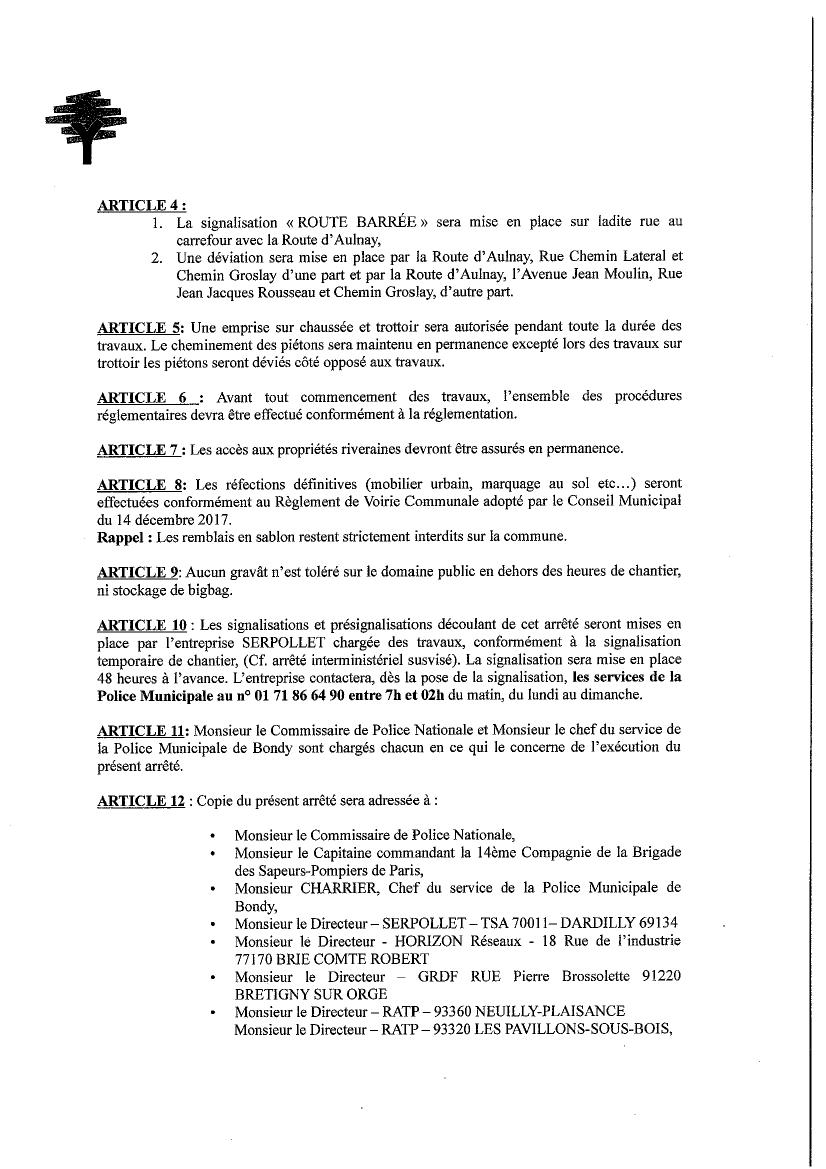 ARTICLE 4 :
1. La signalisation « ROUTE BARRÉE » sera mise en place sur ladite rue au
carrefour avec la Route d'Aulnay,
2. Une déviation sera mise en place par la Route d'Aulnay, Rue Chemin Lateral et
Chemin Groslay d'une part et par la Route d'Aulnay, l'Avenue Jean Moulin, Rue
Jean Jacques Rousseau et Chemin Groslay, d'autre part.
ARTICLE 5: Une emprise sur chaussée et trottoir sera autorisée pendant toute la durée des
travaux. Le cheminement des piétons sera maintenu en permanence excepté lors des travaux sur
trottoir les piétons seront déviés côté opposé aux travaux.
ARTICLE 6 : Avant tout commencement des travaux, l'ensemble des procédures
réglementaires devra être effectué conformément à la réglementation.
ARTICLE 7 : Les accès aux propriétés riveraines devront être assurés en permanence.
ARTICLE 8: Les réfections définitives (mobilier urbain, marquage au sol etc…) seront
effectuées conformément au Règlement de Voirie Communale adopté par le Conseil Municipal
du 14 décembre 2017.
Rappel : Les remblais en sablon restent strictement interdits sur la commune.
ARTICLE 9: Aucun gravât n'est toléré sur le domaine public en dehors des heures de chantier,
ni stockage de bigbag.
ARTICLE 10 : Les signalisations et présignalisations découlant de cet arrêté seront mises en
place par l'entreprise SERPOLLET chargée des travaux, conformément à la signalisation
temporaire de chantier, (Cf. arrêté interministériel susvisé). La signalisation sera mise en place
48 heures à l'avance. L'entreprise contactera, dès la pose de la signalisation, les services de la
Police Municipale au n° 01 71 86 64 90 entre 7h et 02h du matin, du lundi au dimanche.
ARTICLE 11: Monsieur le Commissaire de Police Nationale et Monsieur le chef du service de
la Police Municipale de Bondy sont chargés chacun en ce qui le concerne de l'exécution du
présent arrêté.
ARTICLE 12 : Copie du présent arrêté sera adressée à :
• Monsieur le Commissaire de Police Nationale,
• Monsieur le Capitaine commandant la 14ème Compagnie de la Brigade
des Sapeurs-Pompiers de Paris,
• Monsieur CHARRIER, Chef du service de la Police Municipale de
Bondy,
• Monsieur le Directeur – SERPOLLET – TSA 70011– DARDILLY 69134
• Monsieur le Directeur - HORIZON Réseaux - 18 Rue de l'industrie
77170 BRIE COMTE ROBERT
• Monsieur le Directeur – GRDF RUE Pierre Brossolette 91220
BRETIGNY SUR ORGE
• Monsieur le Directeur – RATP – 93360 NEUILLY-PLAISANCE
Monsieur le Directeur – RATP – 93320 LES PAVILLONS-SOUS-BOIS,